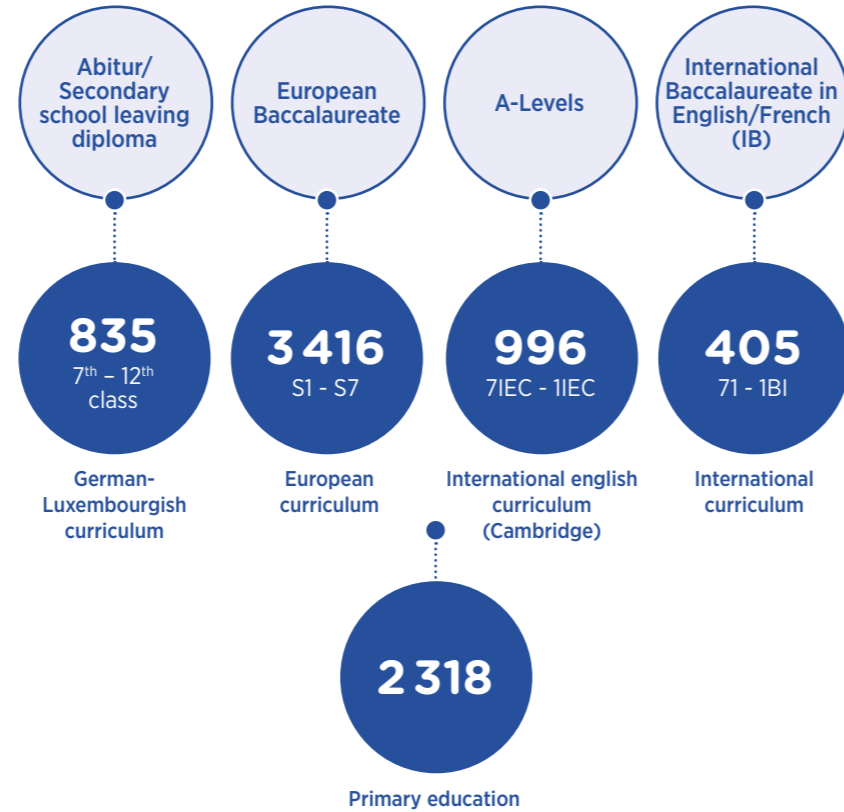 Abitur/
Secondary
school leaving
diploma
European
Baccalaureate
A-Levels
International
Baccalaureate in
English/French
(IB)
835
7th – 12th
class
3 416
S1 - S7
996
7IEC - 1IEC
405
71 - 1BI
German-
Luxembourgish
curriculum
European
curriculum
International english
curriculum
(Cambridge)
International
curriculum
2 318
Primary education